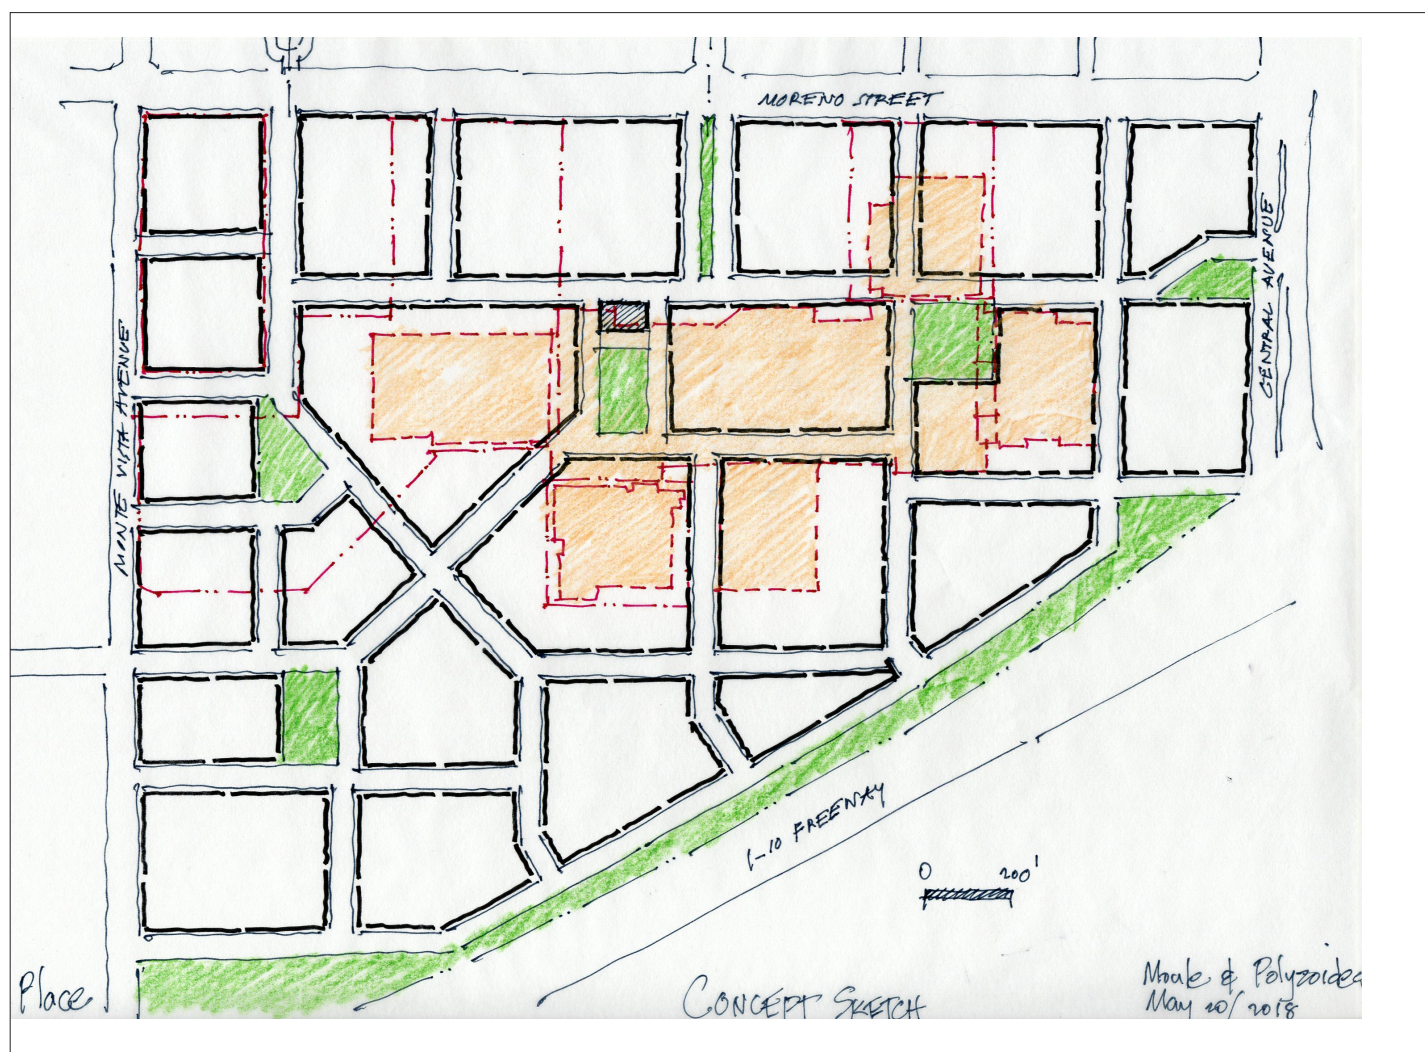 MORENO STREET
CENTRAL AVENUE
MONTE VISTA AVENUE
I-10 FREEWAY
0 200'
Place
CONCEPT SKETCH
Moule & Polyzoides
May 20/2018